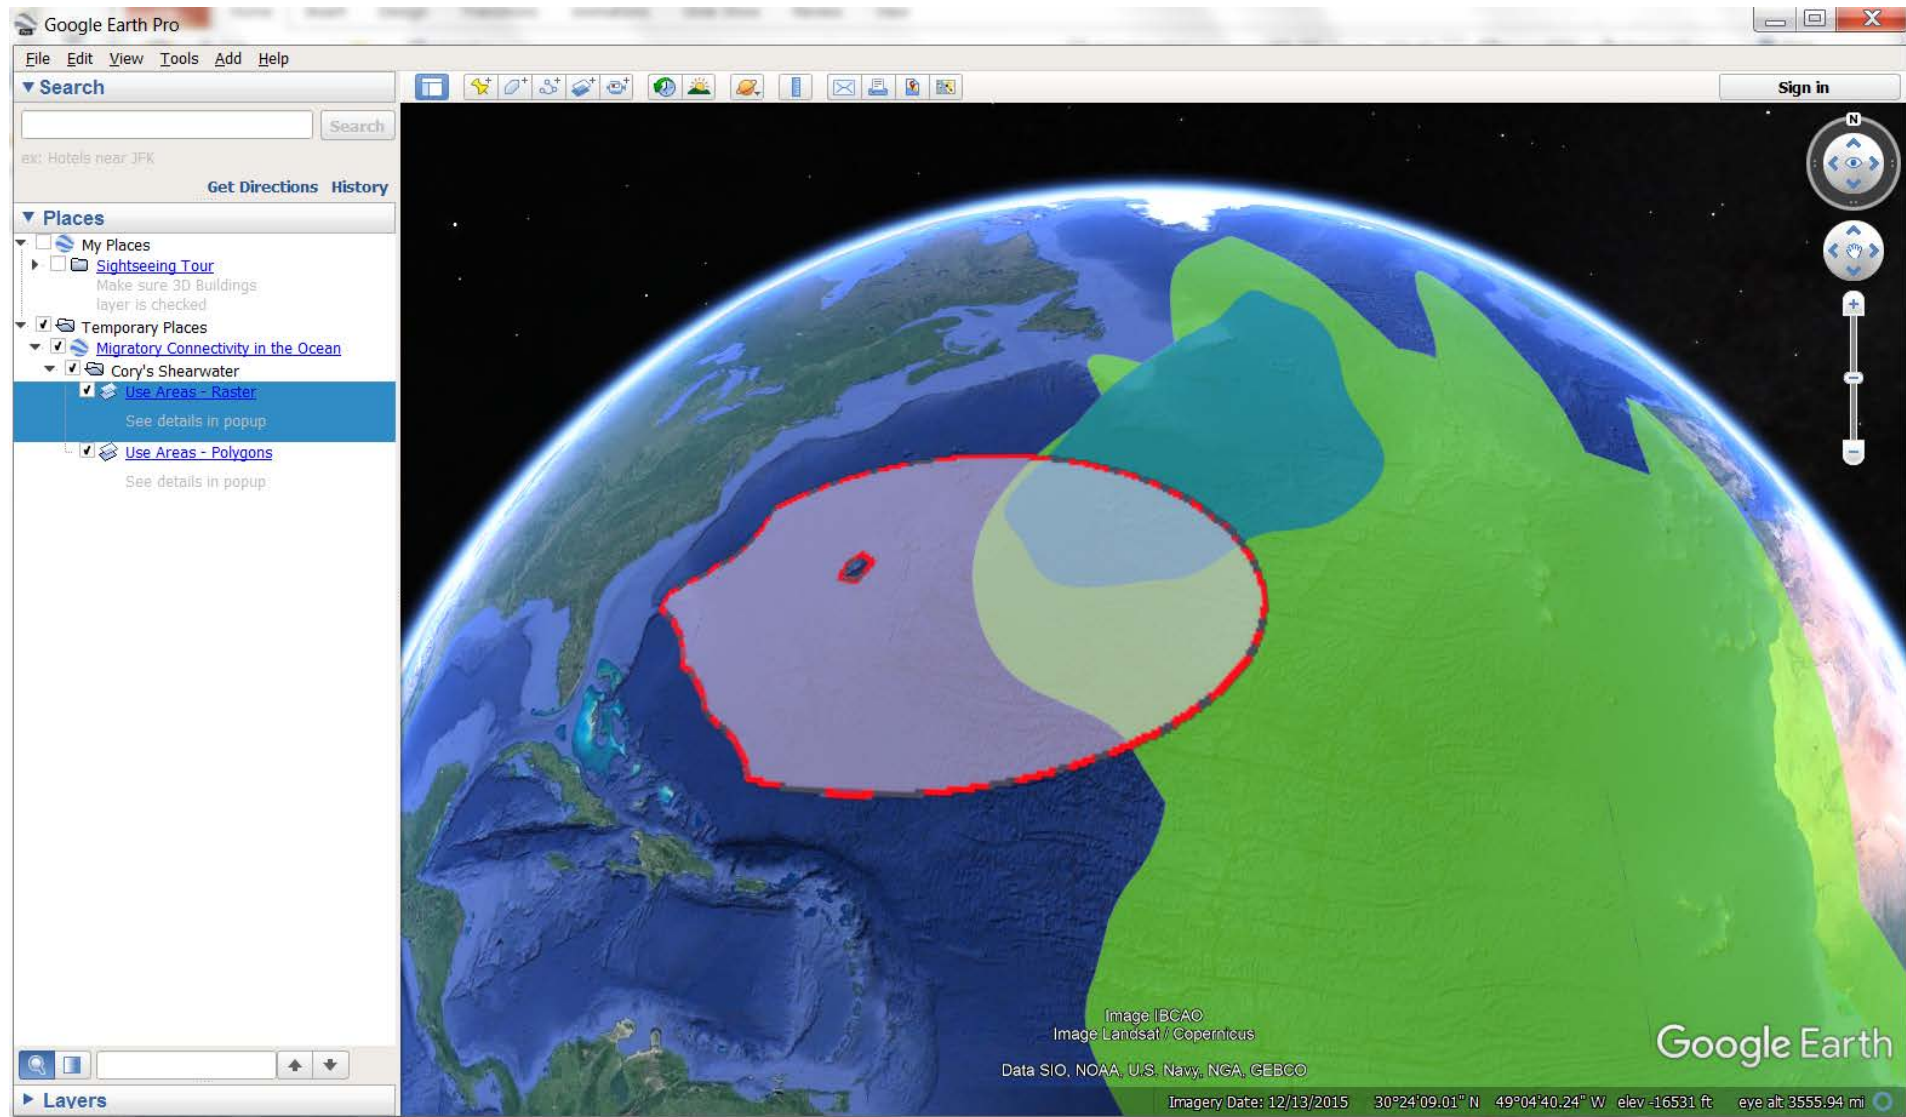 Google Earth Pro
File Edit View Tools Add Help
Search
Sign in
Search
ex: Hotels near JFK
Get Directions History
Places
My Places
Sightseeing Tour
Make sure 3D Buildings
layer is checked
Temporary Places
Migratory Connectivity in the Ocean
Cory's Shearwater
Use Areas - Raster
See details in popup
Use Areas - Polygons
See details in popup
N
Image IBCAO
Image Landsat / Copernicus
Data SIO, NOAA, U.S. Navy, NGA, GEBCO
Google Earth
Layers
Imagery Date: 12/13/2015 30°24'09.01" N 49°04'40.24" W elev -16531 ft eye alt 3555.94 mi